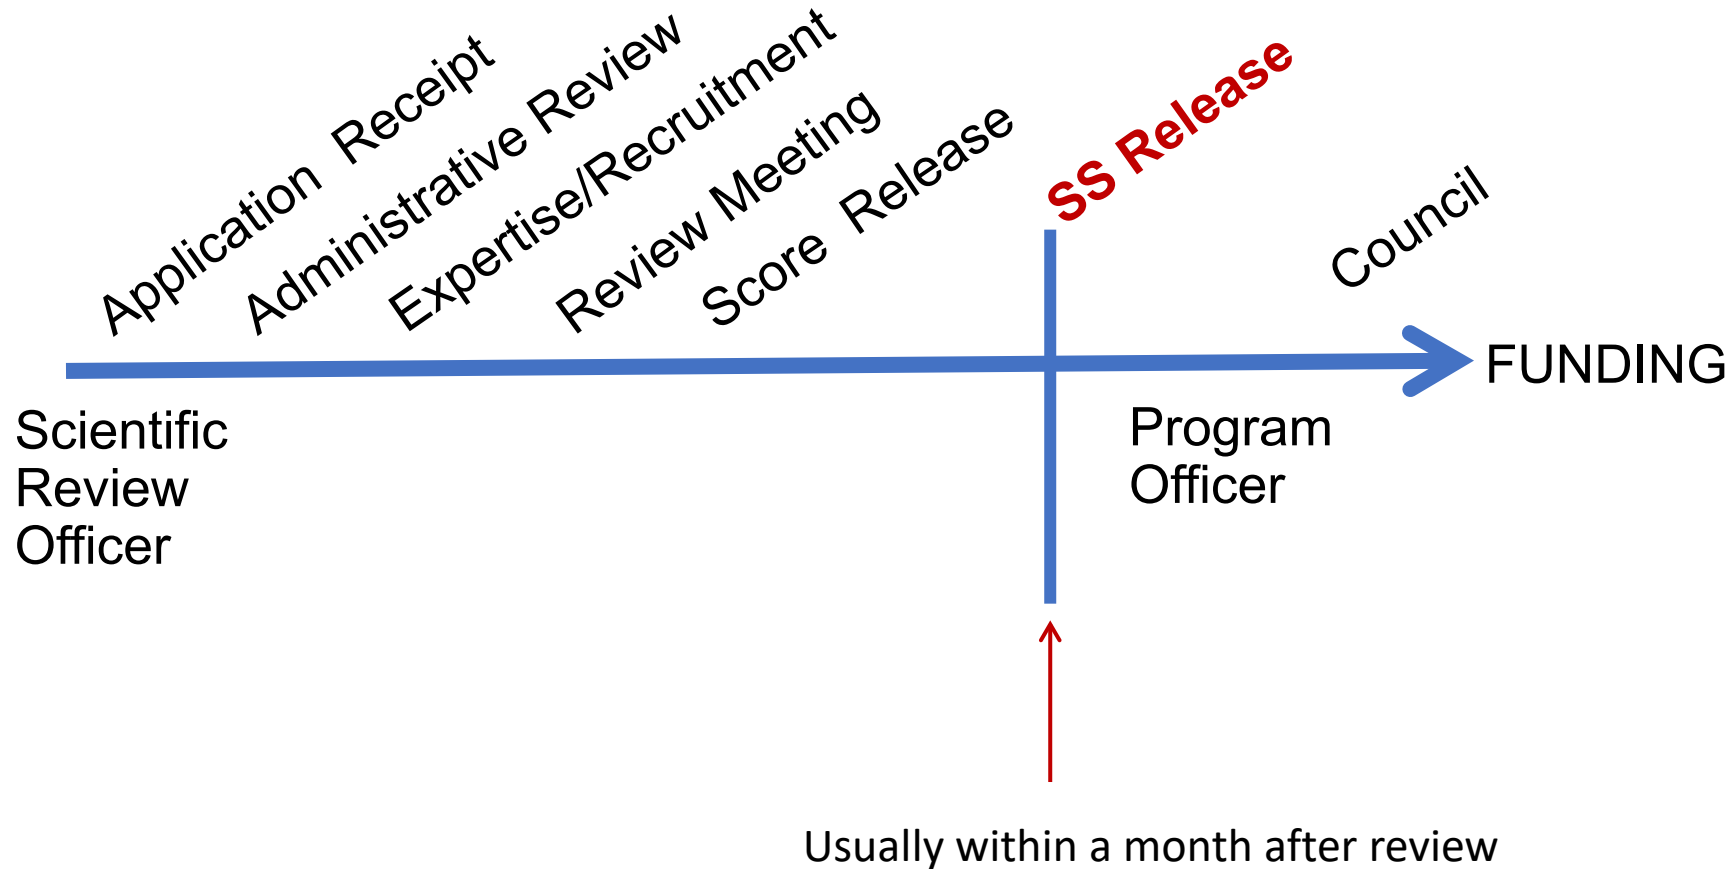 Application Receipt
Administrative Review
Expertise/Recruitment
Review Meeting
Score Release
SS Release
Council
FUNDING
Scientific
Review
Officer
Program
Officer
Usually within a month after review